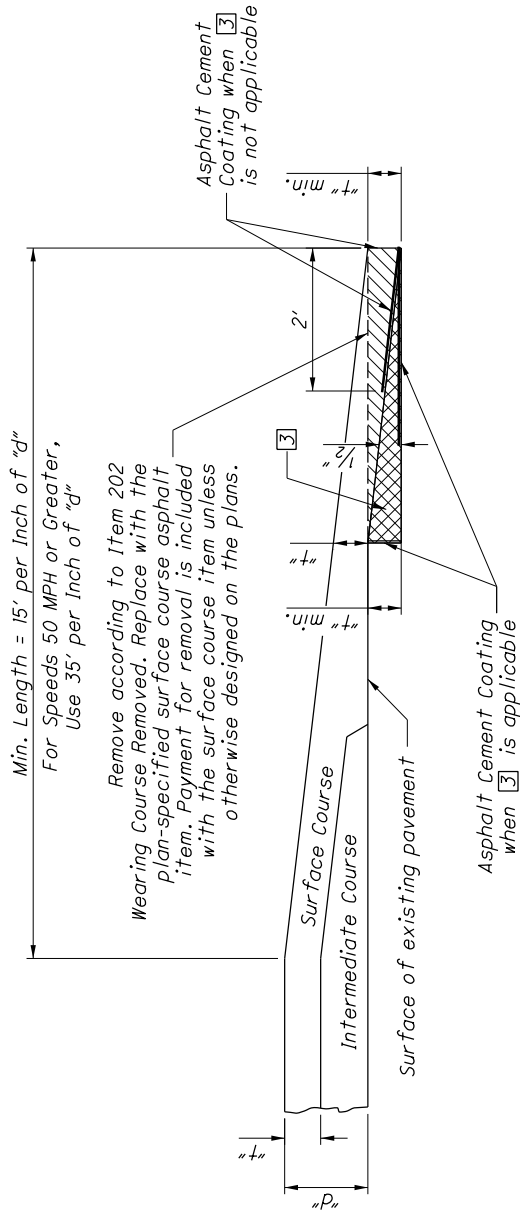 Min. Length = 15' per Inch of "d"
For Speeds 50 MPH or Greater,
Use 35' per Inch of "d"
Remove according to Item 202
Wearing Course Removed. Replace with the
plan-specified surface course asphalt
item. Payment for removal is included
with the surface course item unless
otherwise designed on the plans.
Asphalt Cement
Coating when 3
is not applicable
2'
3
"t" min.
1/2"
"t"
"t" min.
"t"
"d"
Surface Course
Intermediate Course
Surface of existing pavement
Asphalt Cement Coating
when 3 is applicable